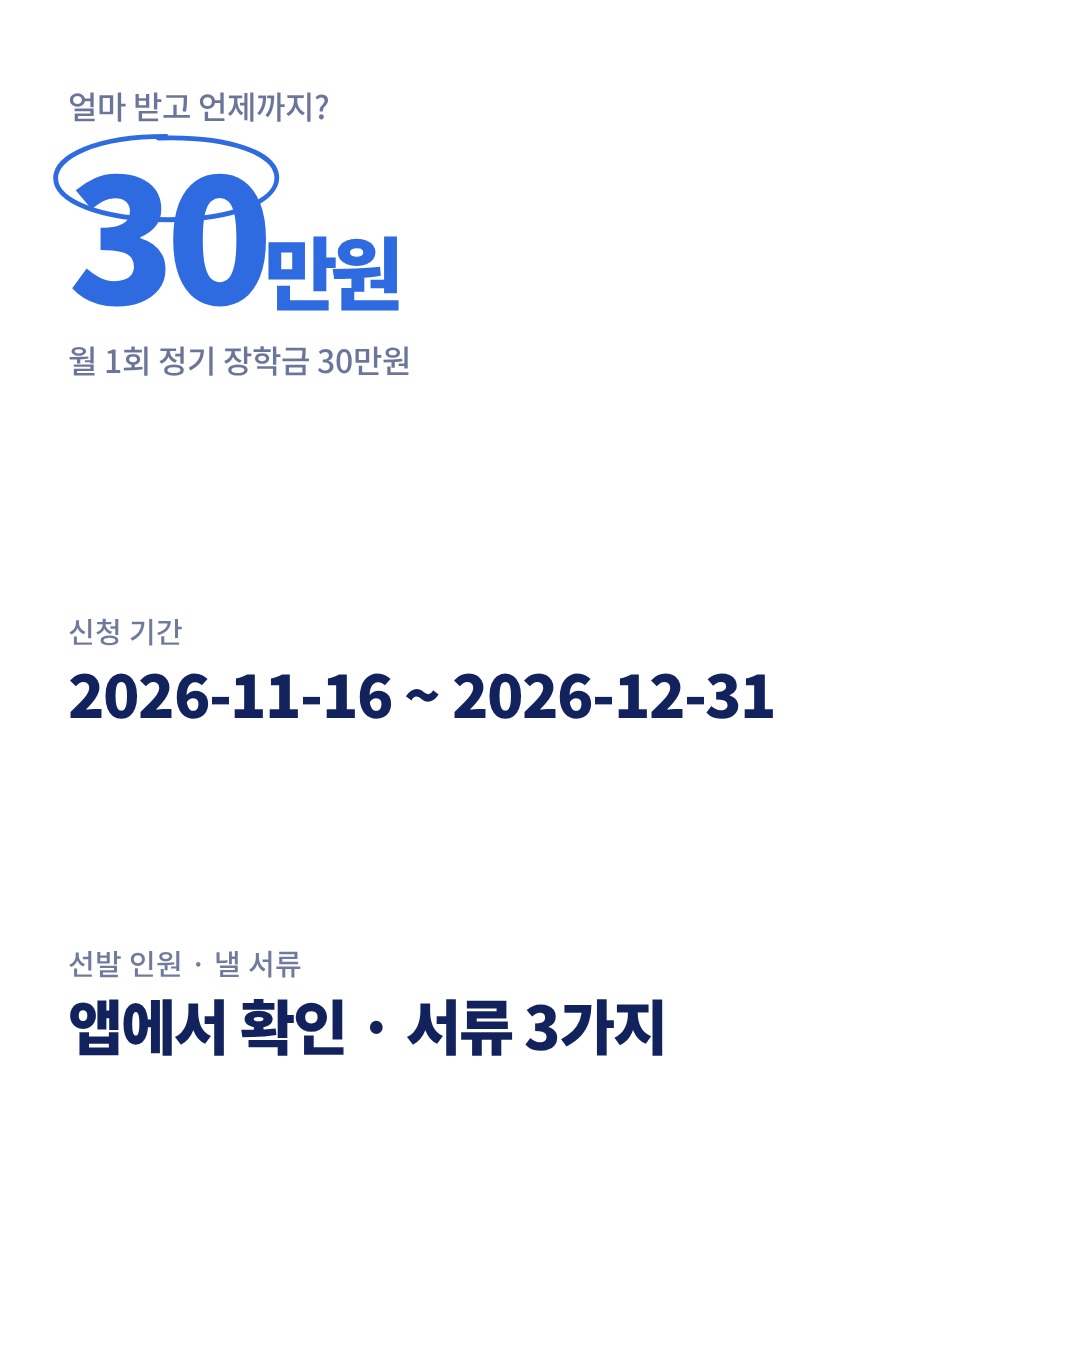 얼마 받고 언제까지?
30만원
월 1회 정기 장학금 30만원
신청 기간
2026-11-16 ~ 2026-12-31
선발 인원 · 낼 서류
앱에서 확인 · 서류 3가지